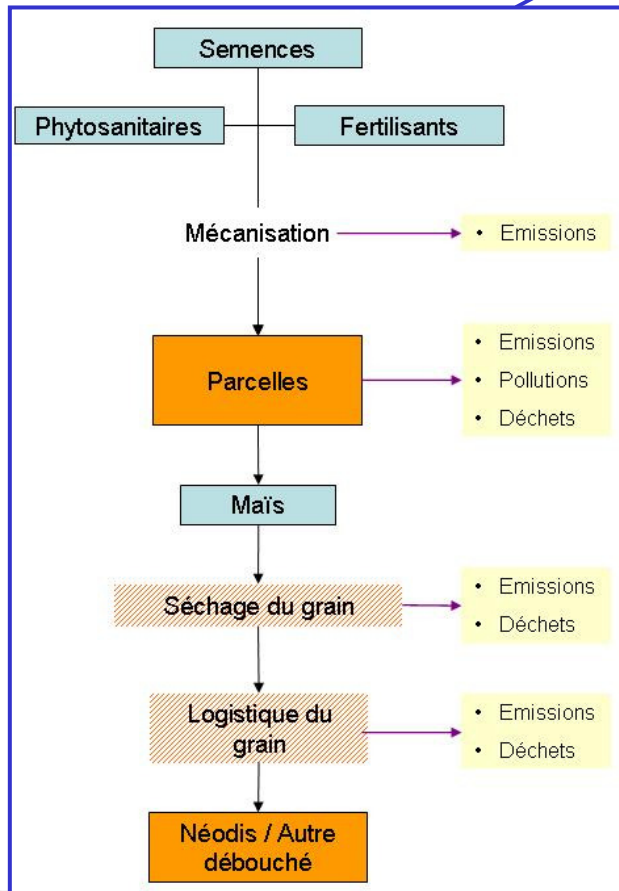 Semences
Phytosanitaires
Fertilisants
Mécanisation
• Emissions
Parcelles
• Emissions
• Pollutions
• Déchets
Maïs
Séchage du grain
• Emissions
• Déchets
Logistique du
grain
• Emissions
• Déchets
Néodis / Autre
débouché